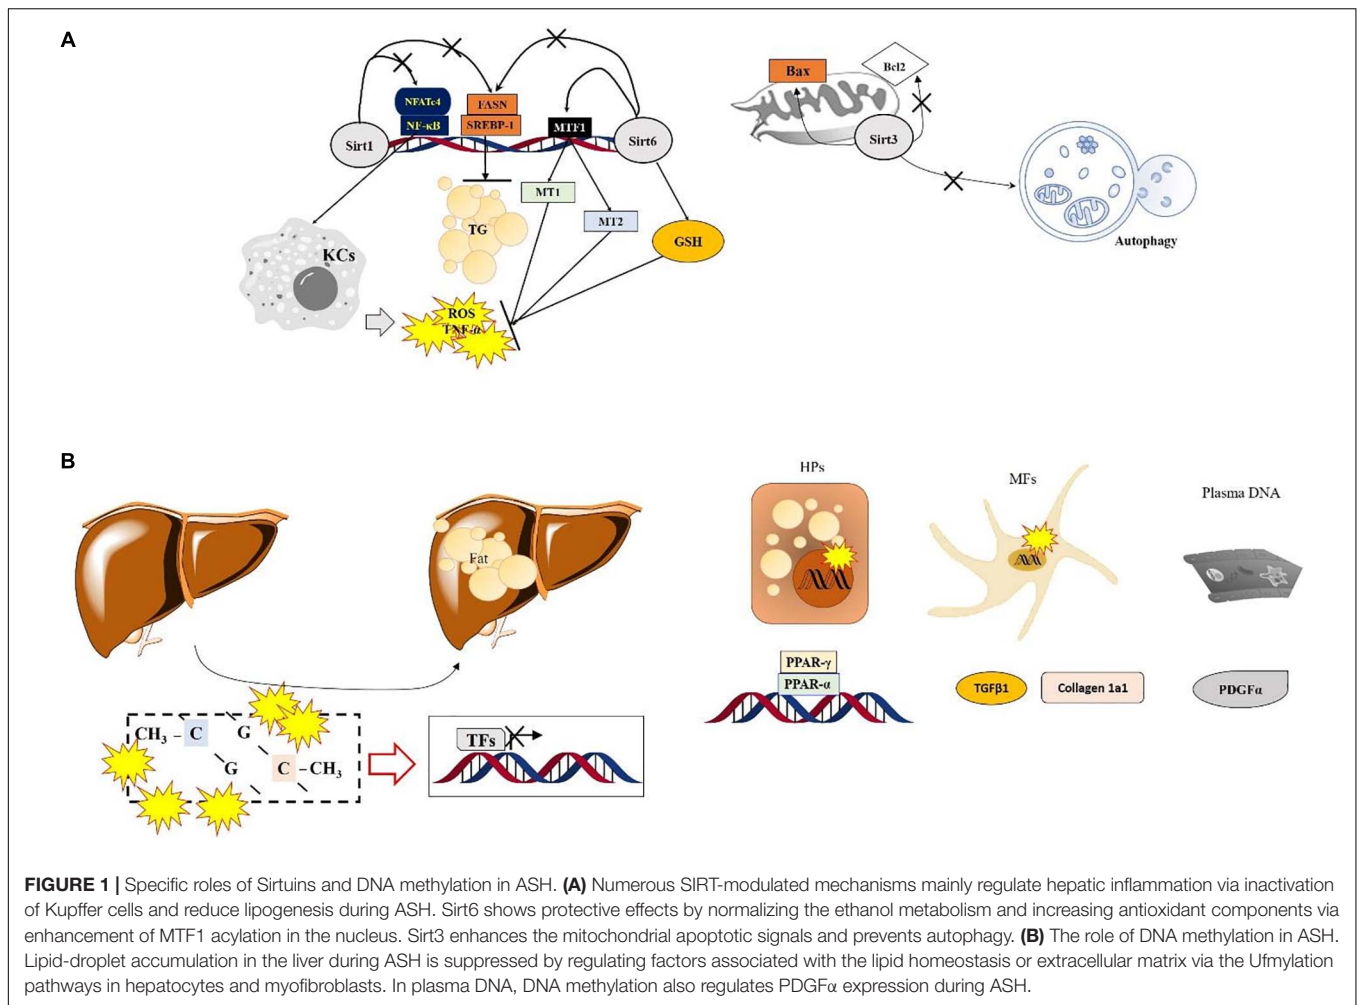 A
NFATc4
NF-κB
FASN
SREBP-1
MTF1
Sirt1
Sirt6
MT1
MT2
TG
GSH
KCs
ROS
TNF-α
Bax
Bcl2
Sirt3
Autophagy
B
Fat
HPs
MFs
Plasma DNA
PPAR-γ
PPAR-α
TGFβ1
Collagen 1a1
PDGFα
CH3 – C G
G C –CH3
TFs
FIGURE 1 | Specific roles of Sirtuins and DNA methylation in ASH. (A) Numerous SIRT-modulated mechanisms mainly regulate hepatic inflammation via inactivation
of Kupffer cells and reduce lipogenesis during ASH. Sirt6 shows protective effects by normalizing the ethanol metabolism and increasing antioxidant components via
enhancement of MTF1 acylation in the nucleus. Sirt3 enhances the mitochondrial apoptotic signals and prevents autophagy. (B) The role of DNA methylation in ASH.
Lipid-droplet accumulation in the liver during ASH is suppressed by regulating factors associated with the lipid homeostasis or extracellular matrix via the Ufmylation
pathways in hepatocytes and myofibroblasts. In plasma DNA, DNA methylation also regulates PDGFα expression during ASH.